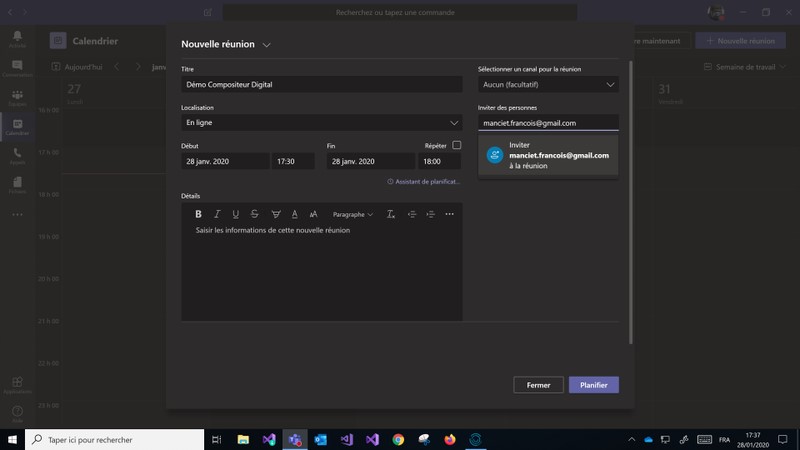 Recherchez ou tapez une commande
Calendrier
re maintenant
+ Nouvelle réunion
Aujourd'hui
janv
Semaine de travail
Activité
Équipes
Calendrier
Appels
Fichiers
Applications
Aide
27
Lundi
31
Vendredi
16 h 00
17 h 00
18 h 00
19 h 00
20 h 00
21 h 00
22 h 00
23 h 00
Nouvelle réunion
Titre
Démo Compositeur Digital
Sélectionner un canal pour la réunion
Aucun (facultatif)
Localisation
En ligne
Inviter des personnes
manciet.francois@gmail.com
Inviter
manciet.francois@gmail.com
à la réunion
Début
Fin
Répéter
28 janv. 2020
17:30
28 janv. 2020
18:00
Assistant de planificat...
Détails
B I U S A AA Paragraphe
Saisir les informations de cette nouvelle réunion
Fermer
Planifier
Taper ici pour rechercher
FRA
17:37
28/01/2020